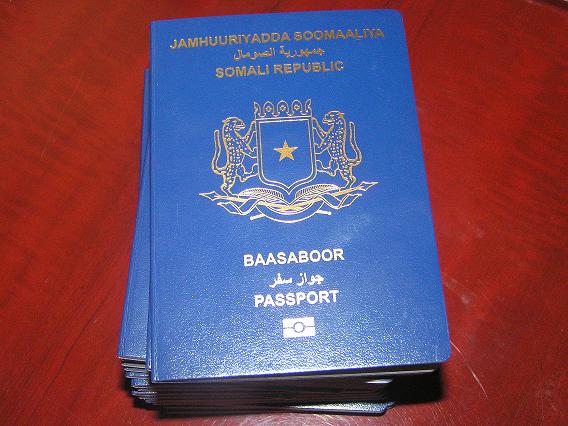 JAMHUURIYADDA SOOMAALIYA
جمهورية الصومال
SOMALI REPUBLIC
BAASABOOR
جواز سفر
PASSPORT